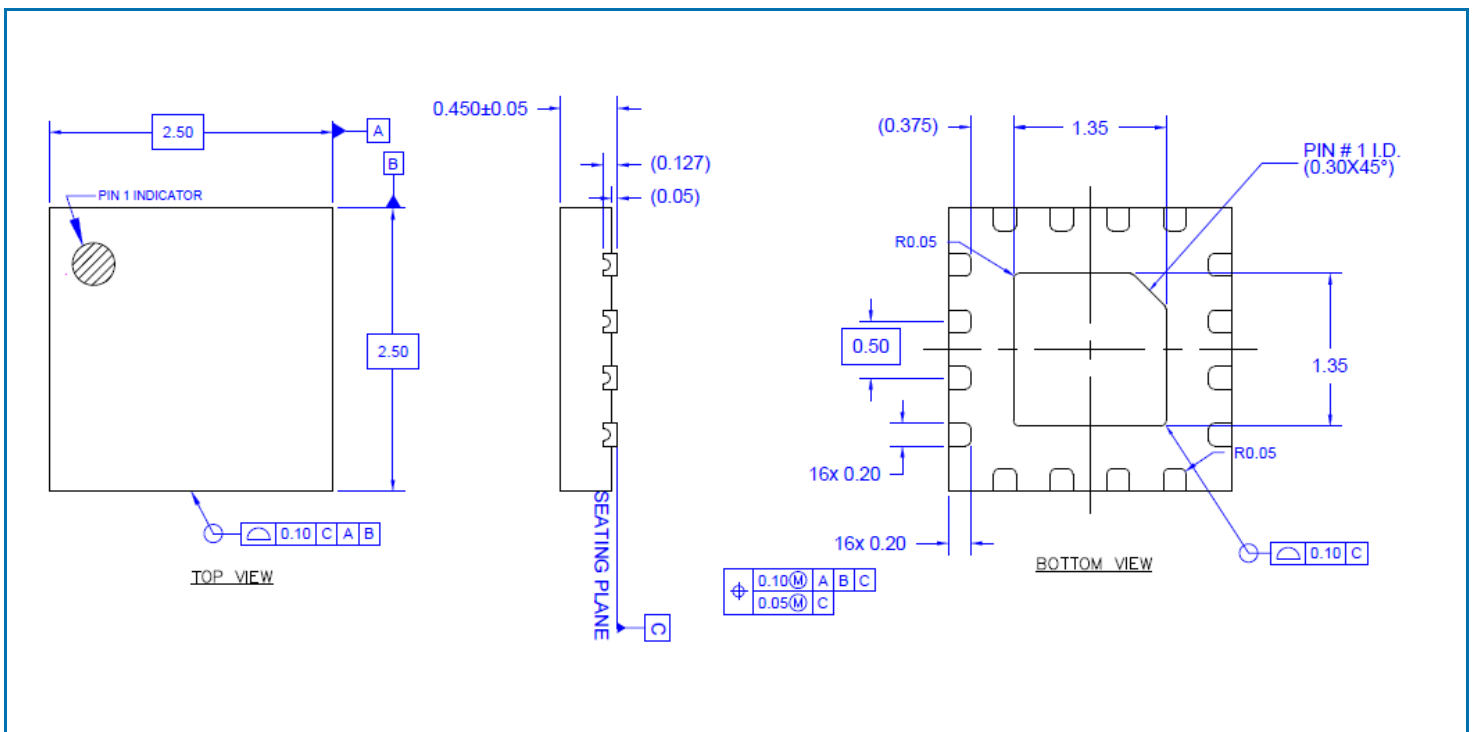 2.50
A
B
PIN 1 INDICATOR
2.50
0.10 C A B
TOP VIEW
0.450±0.05
(0.127)
(0.05)
SEATING PLANE
C
(0.375)
1.35
PIN # 1 I.D.
(0.30X45°)
R0.05
0.50
1.35
16x 0.20
R0.05
16x 0.20
0.10Ⓜ A B C
0.05Ⓜ C
0.10 C
BOTTOM VIEW